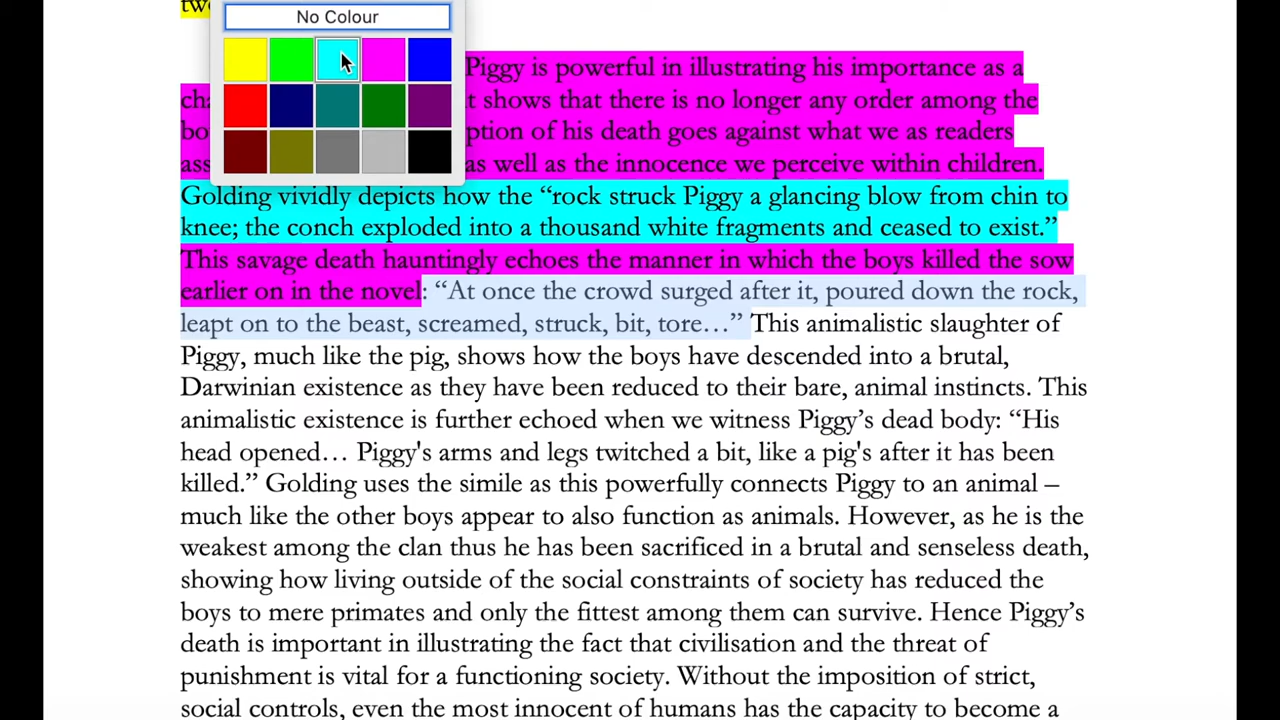 two
No Colour
Piggy is powerful in illustrating his importance as a
cha t shows that there is no longer any order among the
bo ption of his death goes against what we as readers
ass as well as the innocence we perceive within children.
Golding vividly depicts how the “rock struck Piggy a glancing blow from chin to
knee; the conch exploded into a thousand white fragments and ceased to exist.”
This savage death hauntingly echoes the manner in which the boys killed the sow
earlier on in the novel: “At once the crowd surged after it, poured down the rock,
leapt on to the beast, screamed, struck, bit, tore…” This animalistic slaughter of
Piggy, much like the pig, shows how the boys have descended into a brutal,
Darwinian existence as they have been reduced to their bare, animal instincts. This
animalistic existence is further echoed when we witness Piggy’s dead body: “His
head opened… Piggy's arms and legs twitched a bit, like a pig's after it has been
killed.” Golding uses the simile as this powerfully connects Piggy to an animal –
much like the other boys appear to also function as animals. However, as he is the
weakest among the clan thus he has been sacrificed in a brutal and senseless death,
showing how living outside of the social constraints of society has reduced the
boys to mere primates and only the fittest among them can survive. Hence Piggy’s
death is important in illustrating the fact that civilisation and the threat of
punishment is vital for a functioning society. Without the imposition of strict,
social controls, even the most innocent of humans has the capacity to become a